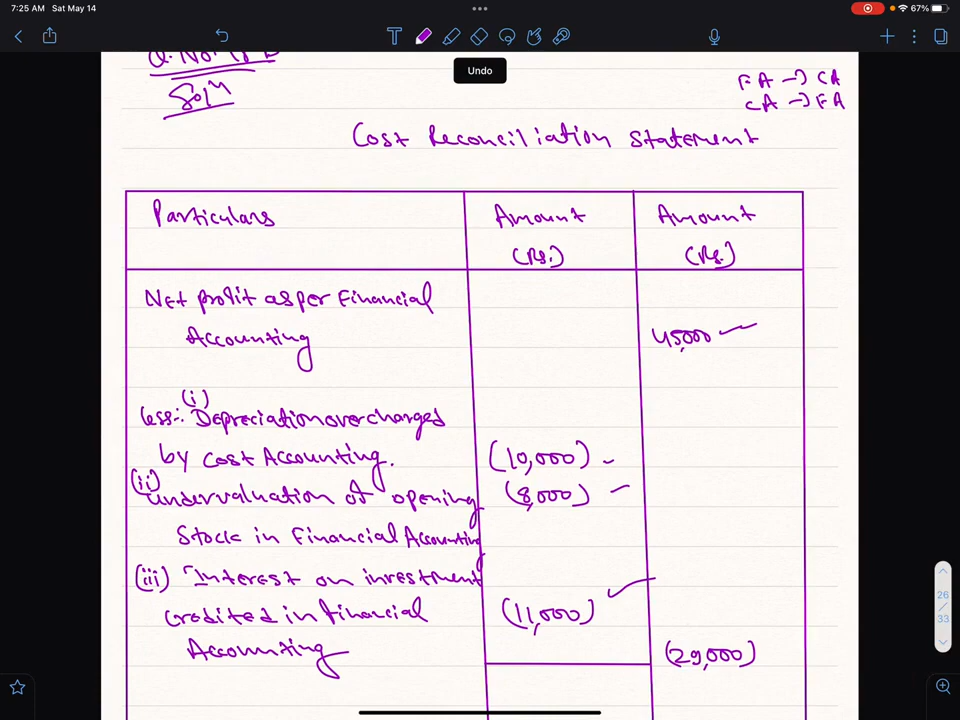 7:25 AM Sat May 14
67%
Undo
Soln
FA → CA
CA → FA
Cost Reconciliation Statement
Particulars Amount (Rs.) Amount (Rs.)
Net profit as per Financial
Accounting 45,000
less:- (i) Depreciation overcharged
by cost Accounting. (10,000)
(ii) undervaluation of opening (8,000)
Stock in Financial Accounting
(iii) Interest on investment
credited in financial (11,000)
Accounting (29,000)
26
/
33